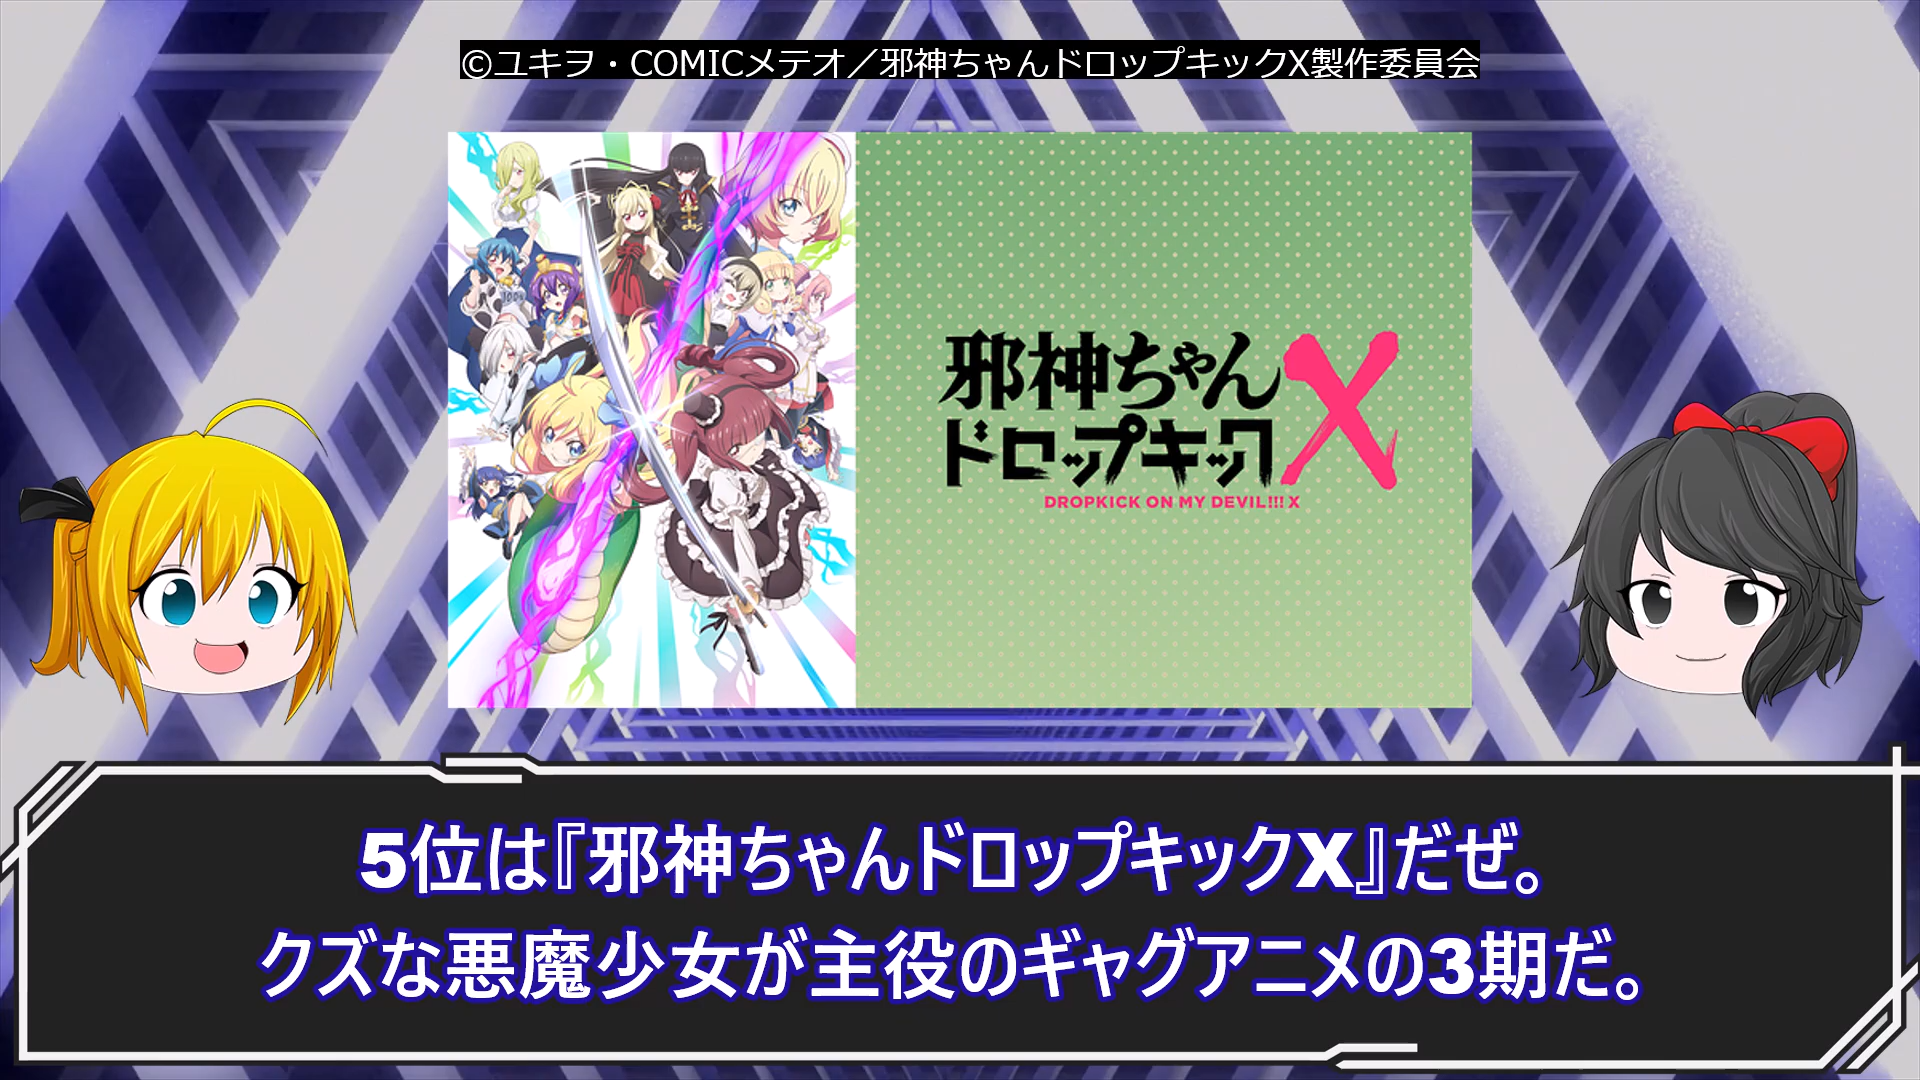 ©ユキヲ・COMICメテオ／邪神ちゃんドロップキックX製作委員会
邪神ちゃん
ドロップキックX
DROPKICK ON MY DEVIL!!! X
5位は『邪神ちゃんドロップキックX』だぜ。
クズな悪魔少女が主役のギャグアニメの3期だ。